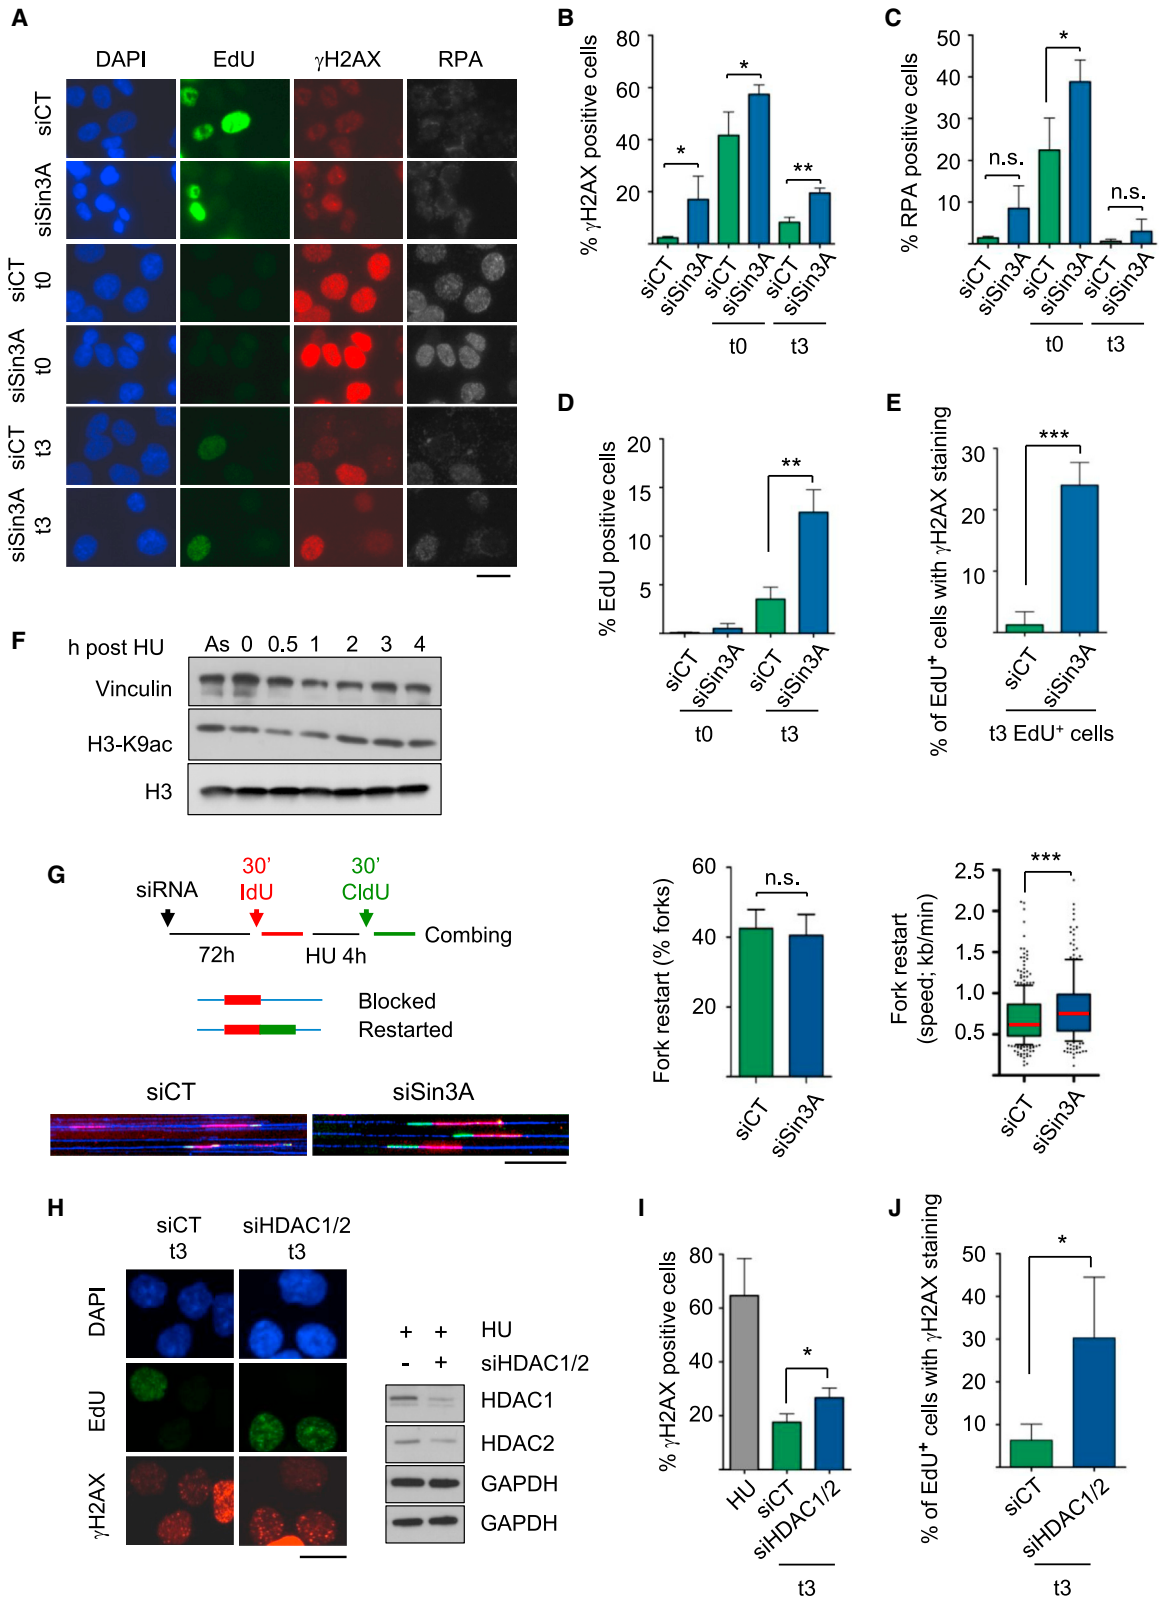 A
DAPI EdU γH2AX RPA
siCT
siSin3A
siCT t0
siSin3A t0
siCT t3
siSin3A t3
B
% γH2AX positive cells
80
60
40
20
* * **
siCT siSin3A siCT siSin3A siCT siSin3A
t0 t3
C
% RPA positive cells
50
40
30
20
10
n.s. * n.s.
siCT siSin3A siCT siSin3A siCT siSin3A
t0 t3
D
% EdU positive cells
20
15
10
5
**
siCT siSin3A siCT siSin3A
t0 t3
E
% of EdU+ cells with γH2AX staining
30
20
10
***
siCT siSin3A
t3 EdU+ cells
F
h post HU As 0 0.5 1 2 3 4
Vinculin
H3-K9ac
H3
G
30' 30'
siRNA IdU CldU
72h HU 4h Combing
Blocked
Restarted
siCT siSin3A
Fork restart (% forks)
60
40
20
n.s.
siCT siSin3A
Fork restart
(speed; kb/min)
2.5
2.0
1.5
1.0
0.5
***
siCT siSin3A
H
siCT siHDAC1/2
t3 t3
DAPI
EdU
γH2AX
+ + HU
- + siHDAC1/2
HDAC1
HDAC2
GAPDH
GAPDH
I
% γH2AX positive cells
80
60
40
20
*
HU siCT siHDAC1/2
t3
J
% of EdU+ cells with γH2AX staining
50
40
30
20
10
*
siCT siHDAC1/2
t3